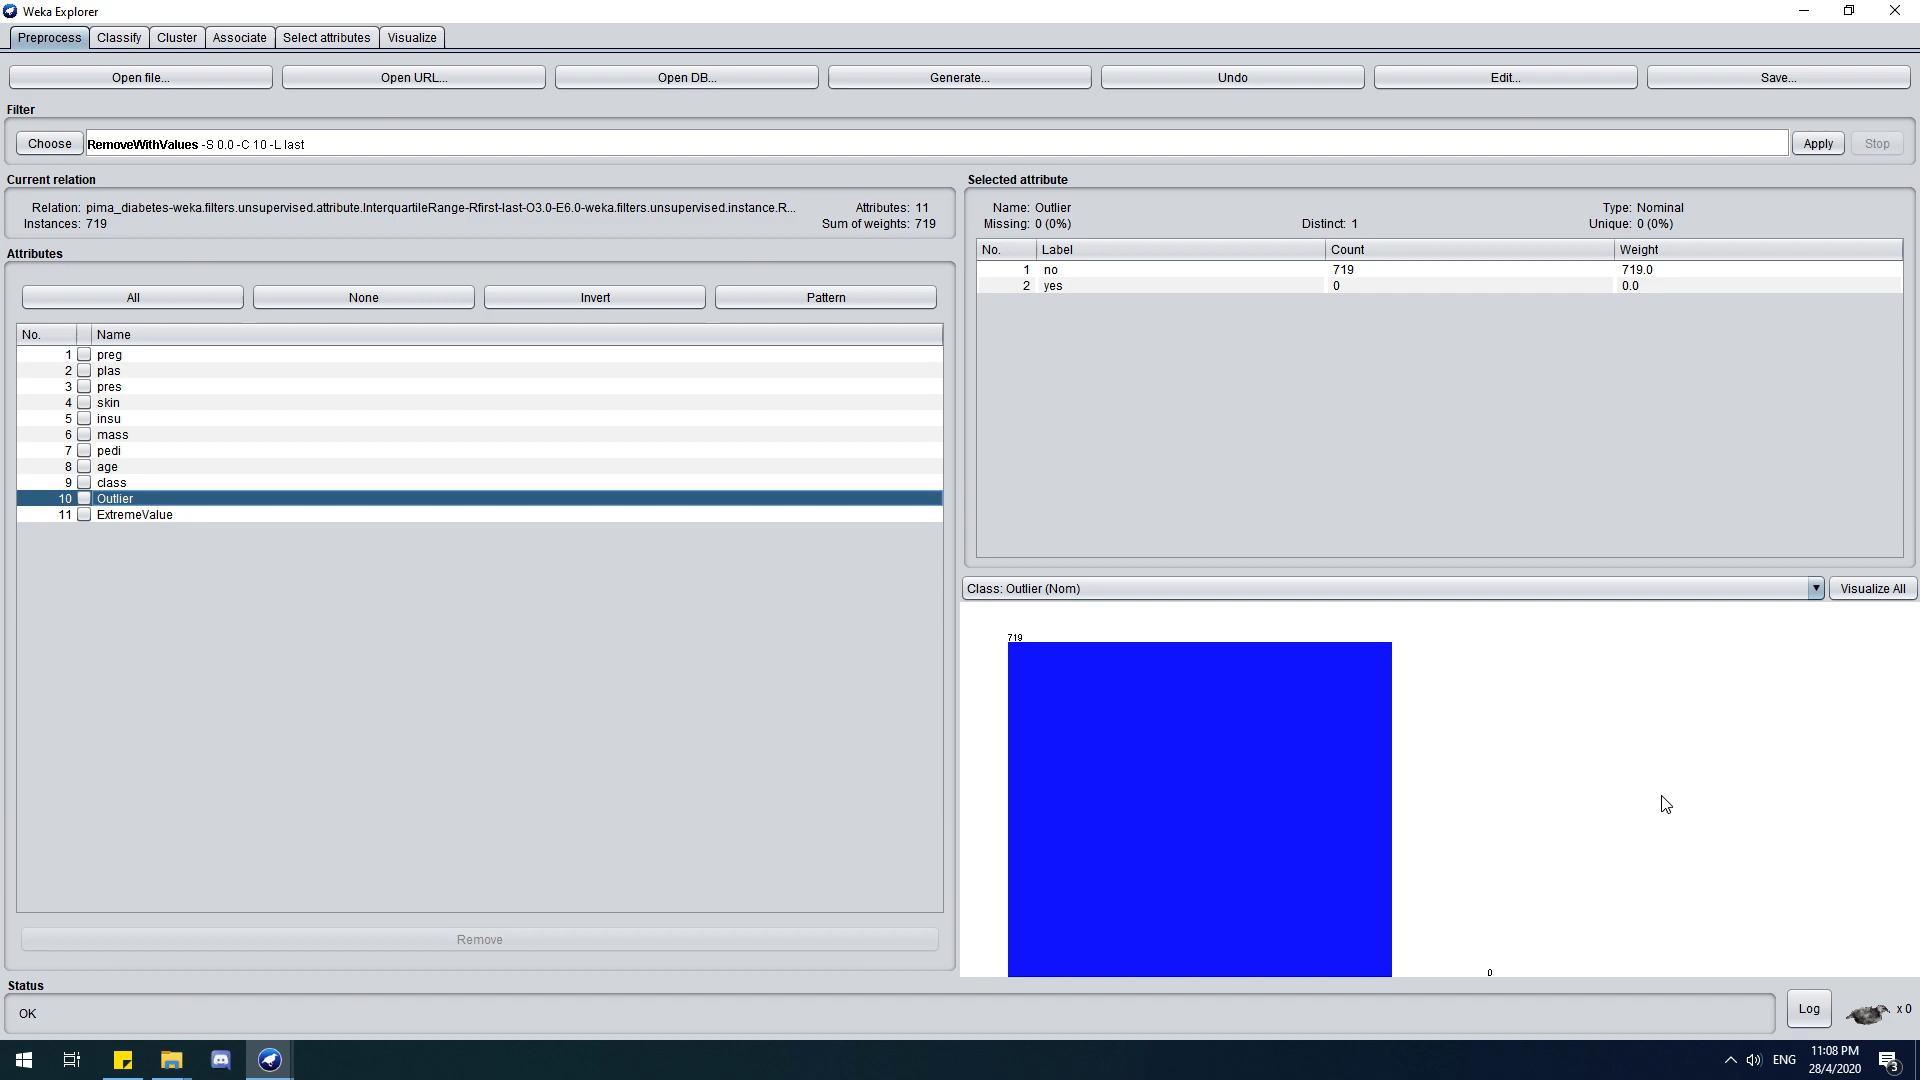 Weka Explorer
Preprocess Classify Cluster Associate Select attributes Visualize
Open file... Open URL... Open DB... Generate... Undo Edit... Save...
Filter
Choose RemoveWithValues -S 0.0 -C 10 -L last Apply Stop
Current relation
Relation: pima_diabetes-weka.filters.unsupervised.attribute.InterquartileRange-Rfirst-last-O3.0-E6.0-weka.filters.unsupervised.instance.R... Attributes: 11
Instances: 719 Sum of weights: 719
Attributes
All None Invert Pattern
No. Name
1 preg
2 plas
3 pres
4 skin
5 insu
6 mass
7 pedi
8 age
9 class
10 Outlier
11 ExtremeValue
Remove
Selected attribute
Name: Outlier Type: Nominal
Missing: 0 (0%) Distinct: 1 Unique: 0 (0%)
No. Label Count Weight
1 no 719 719.0
2 yes 0 0.0
Class: Outlier (Nom) Visualize All
719
0
Status
OK Log x 0
ENG 11:08 PM
28/4/2020 3